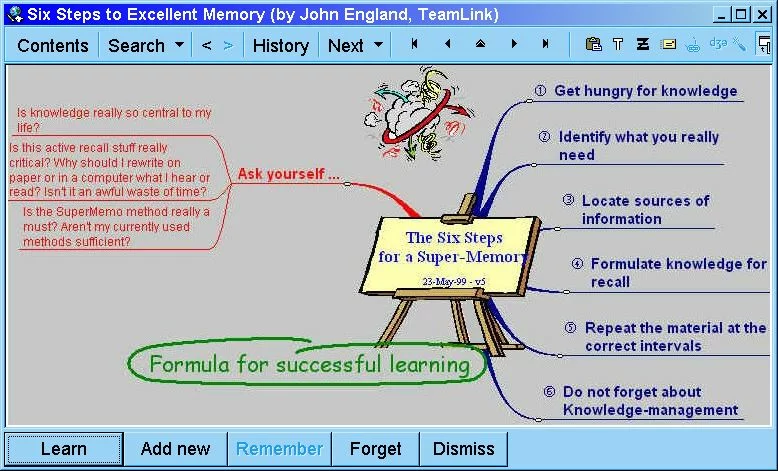 Six Steps to Excellent Memory (by John England, TeamLink)
Contents Search < > History Next
Is knowledge really so central to my
life?
Is this active recall stuff really
critical? Why should I rewrite on
paper or in a computer what I hear or
read? Isn't it an awful waste of time?
Is the SuperMemo method really a
must? Aren't my currently used
methods sufficient?
Ask yourself ...
The Six Steps
for a Super-Memory
23-May-99 - v5
① Get hungry for knowledge
② Identify what you really
need
③ Locate sources of
information
④ Formulate knowledge for
recall
⑤ Repeat the material at the
correct intervals
⑥ Do not forget about
Knowledge-management
Formula for successful learning
Learn Add new Remember Forget Dismiss